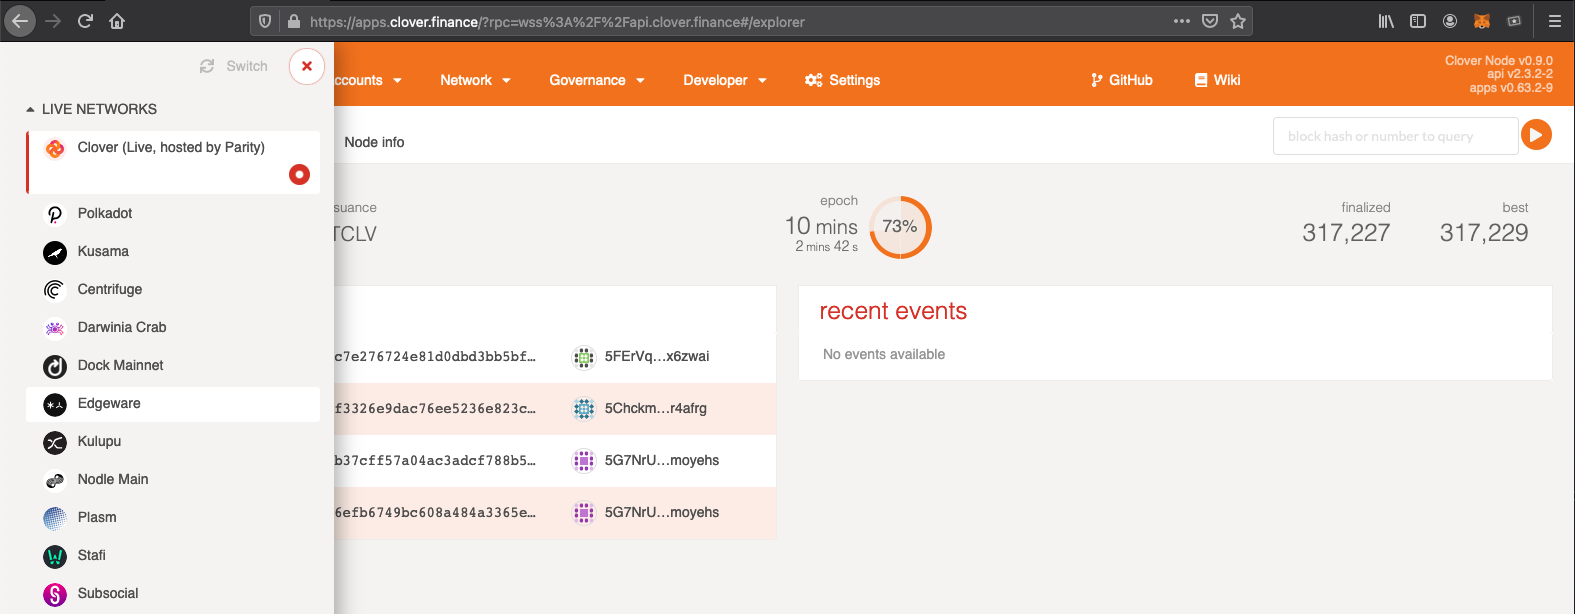 https://apps.clover.finance/?rpc=wss%3A%2F%2Fapi.clover.finance#/explorer
Switch
LIVE NETWORKS
Clover (Live, hosted by Parity)
Polkadot
Kusama
Centrifuge
Darwinia Crab
Dock Mainnet
Edgeware
Kulupu
Nodle Main
Plasm
Stafi
Subsocial
ccounts
Network
Governance
Developer
Settings
GitHub
Wiki
Clover Node v0.9.0
api v2.3.2-2
apps v0.63.2-9
Node info
block hash or number to query
suance
TCLV
epoch
10 mins
2 mins 42 s
73%
finalized
317,227
best
317,229
c7e276724e81d0dbd3bb5bf… 5FErVq…x6zwai
f3326e9dac76ee5236e823c… 5Chckm…r4afrg
b37cff57a04ac3adcf788b5… 5G7NrU…moyehs
6efb6749bc608a484a3365e… 5G7NrU…moyehs
recent events
No events available